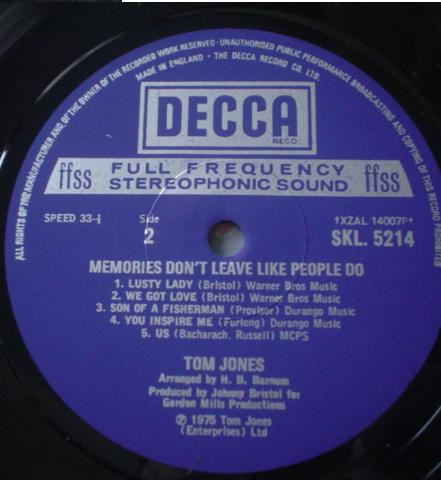 ALL RIGHTS OF THE MANUFACTURER AND OF THE OWNER OF THE RECORDED WORK RESERVED · UNAUTHORISED PUBLIC PERFORMANCE BROADCASTING AND COPYING OF THIS RECORD PROHIBITED
MADE IN ENGLAND · THE DECCA RECORD CO. LTD.
DECCA
RECO
ffss FULL FREQUENCY STEREOPHONIC SOUND ffss
SPEED 33-⅓
Side 2
†XZAL 14007P†
SKL. 5214
MEMORIES DON'T LEAVE LIKE PEOPLE DO
1. LUSTY LADY (Bristol) Warner Bros Music
2. WE GOT LOVE (Bristol) Warner Bros Music
3. SON OF A FISHERMAN (Provisor) Durango Music
4. YOU INSPIRE ME (Furlong) Durango Music
5. US (Bacharach, Russell) MCPS
TOM JONES
Arranged by H. B. Barnum
Produced by Johnny Bristol for
Gordon Mills Productions
℗ 1975 Tom Jones
(Enterprises) Ltd